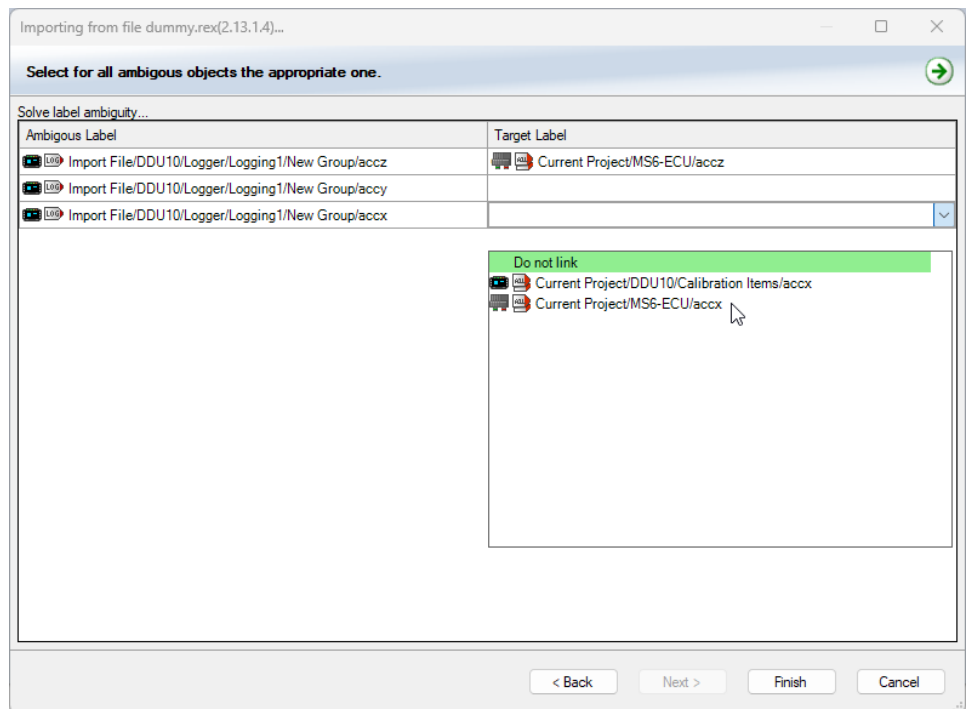 Importing from file dummy.rex(2.13.1.4)...
Select for all ambigous objects the appropriate one.
Solve label ambiguity...
Ambigous Label Target Label
LOG Import File/DDU10/Logger/Logging1/New Group/accz Current Project/MS6-ECU/accz
LOG Import File/DDU10/Logger/Logging1/New Group/accy
LOG Import File/DDU10/Logger/Logging1/New Group/accx
Do not link
Current Project/DDU10/Calibration Items/accx
Current Project/MS6-ECU/accx
< Back Next > Finish Cancel